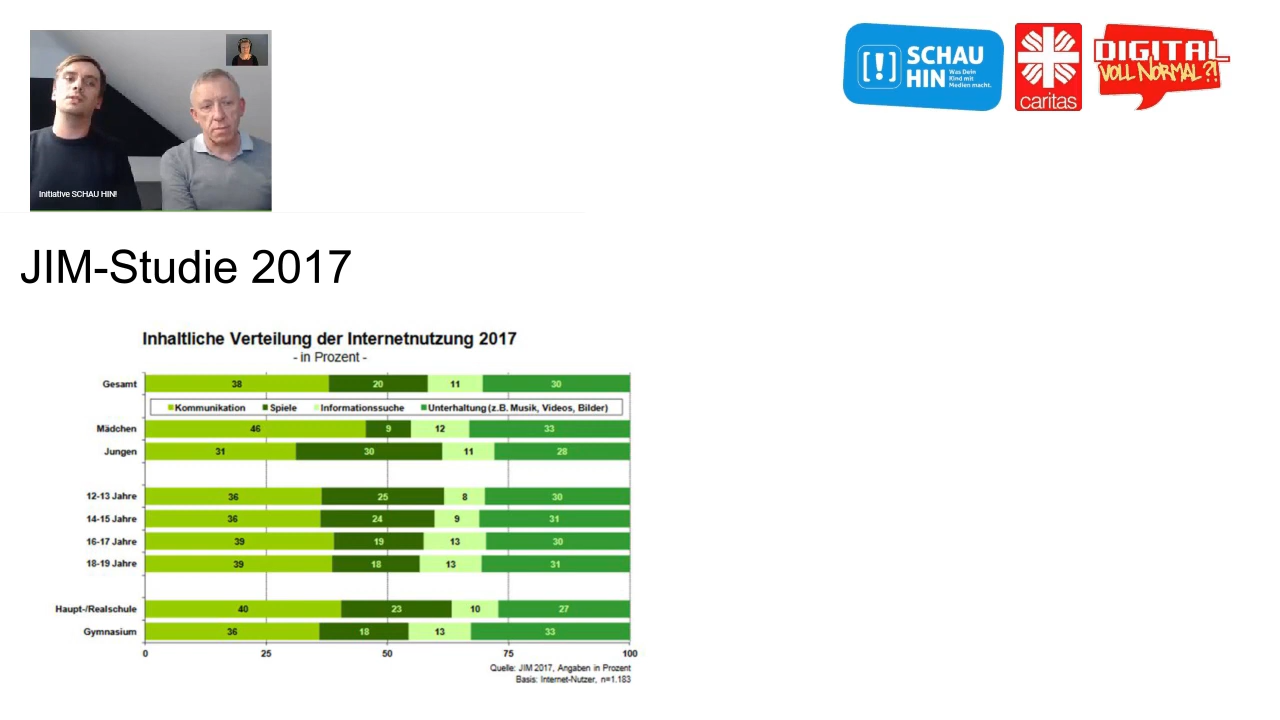 Initiative SCHAU HIN!
[!] SCHAU HIN
Was Dein
Kind mit
Medien macht.
caritas
DIGITAL
VOLL NORMAL?!
JIM-Studie 2017
Inhaltliche Verteilung der Internetnutzung 2017
- in Prozent -
Gesamt 38 20 11 30
Kommunikation Spiele Informationssuche Unterhaltung (z.B. Musik, Videos, Bilder)
Mädchen 46 9 12 33
Jungen 31 30 11 28
12-13 Jahre 36 25 8 30
14-15 Jahre 36 24 9 31
16-17 Jahre 39 19 13 30
18-19 Jahre 39 18 13 31
Haupt-/Realschule 40 23 10 27
Gymnasium 36 18 13 33
0 25 50 75 100
Quelle: JIM 2017, Angaben in Prozent
Basis: Internet-Nutzer, n=1.183